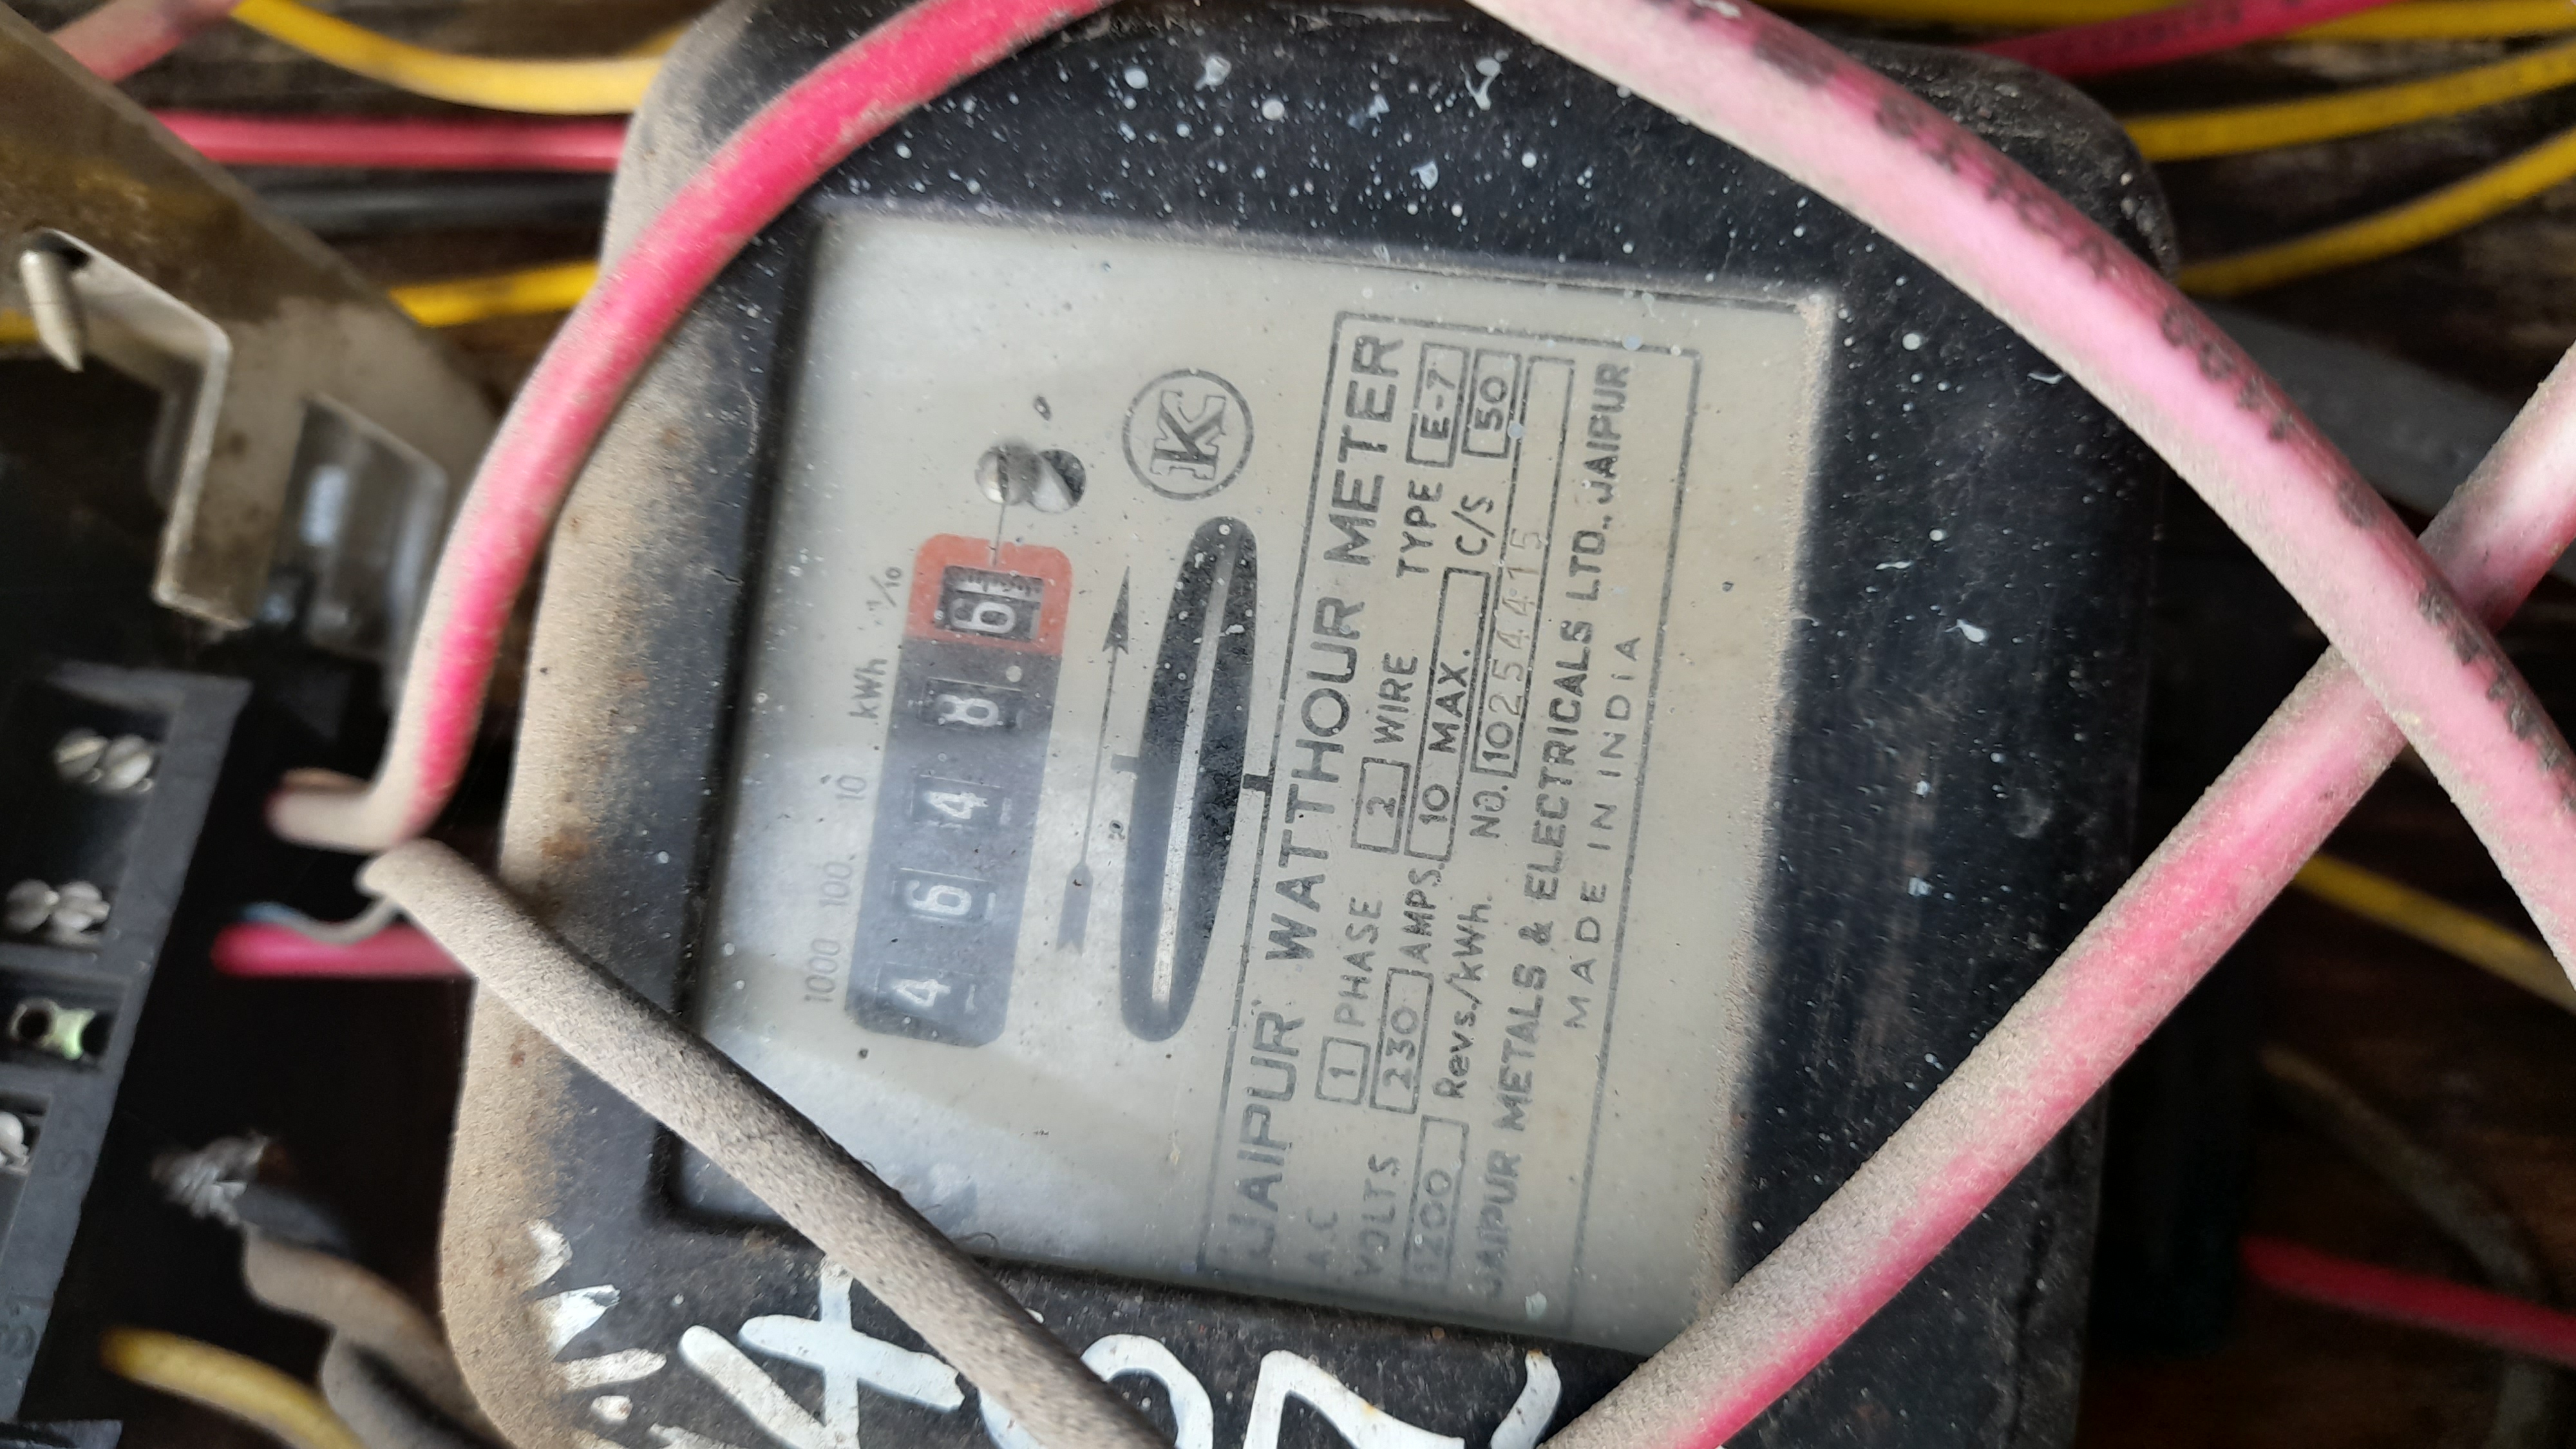 1000 100 10 kWh 1/10
4 6 4 8 6
K
JAIPUR WATTHOUR METER
A.C 1 PHASE 2 WIRE TYPE E-7
VOLTS 230 AMPS. 10 MAX. C/S 50
1200 Revs./kWh. NO. 10254415
JAIPUR METALS & ELECTRICALS LTD., JAIPUR
MADE IN INDIA